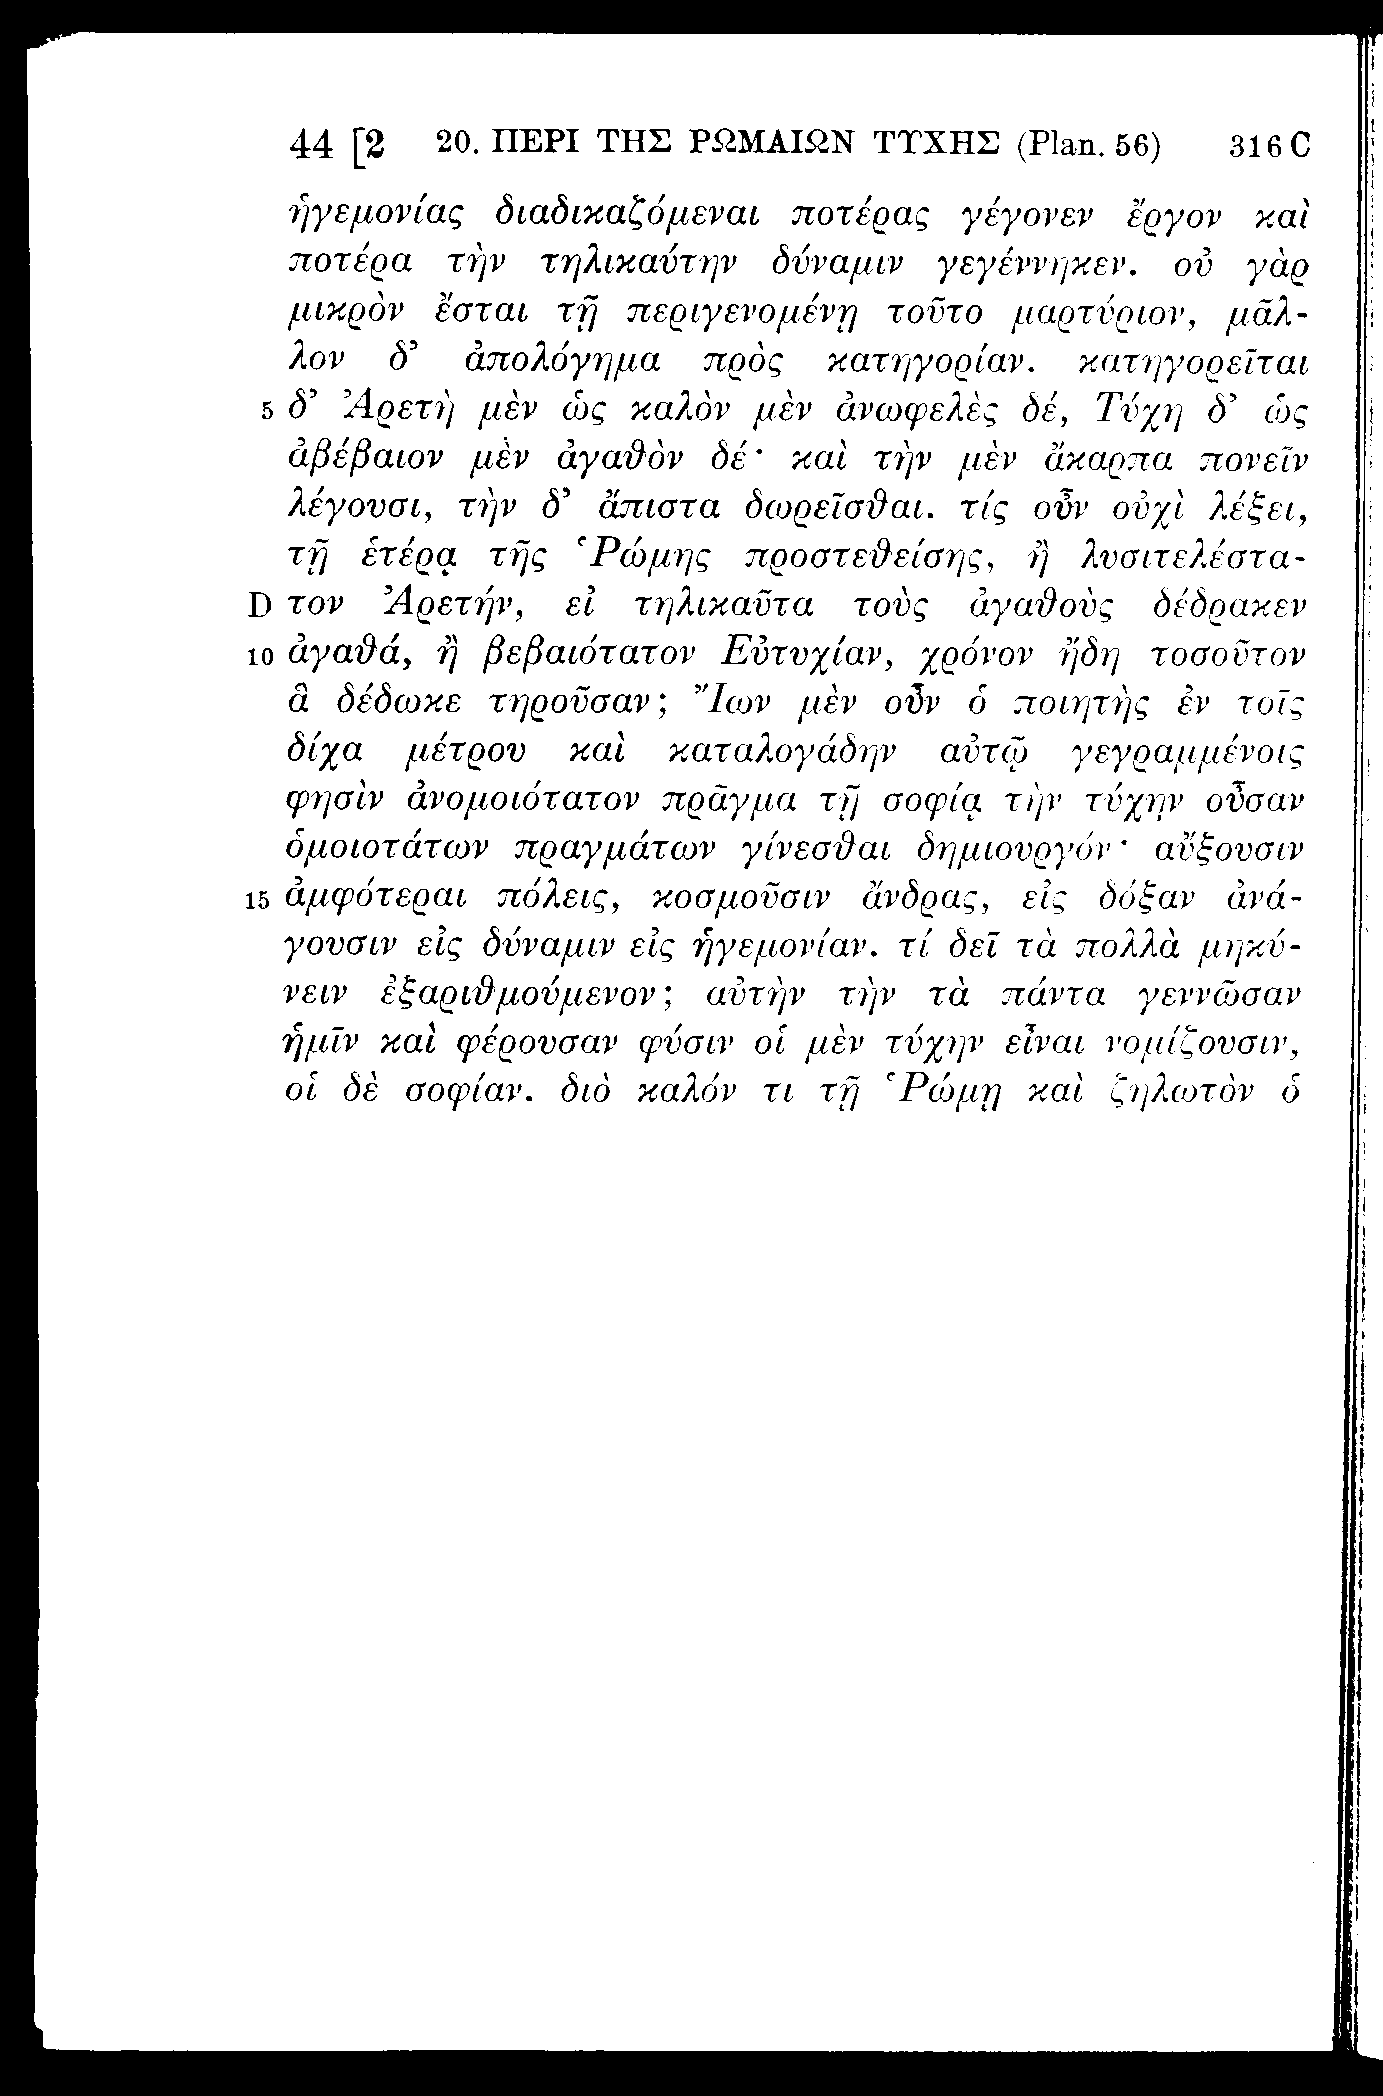 44 [2 20. ΠΕΡΙ ΤΗΣ ΡΩΜΑΙΩΝ ΤΥΧΗΣ (Plan. 56) 316 C
ἡγεμονίας διαδικαζόμεναι ποτέρας γέγονεν ἔργον καὶ
ποτέρα τὴν τηλικαύτην δύναμιν γεγέννηκεν. οὐ γὰρ
μικρὸν ἔσται τῇ περιγενομένῃ τοῦτο μαρτύριον, μᾶλ-
λον δ’ ἀπολόγημα πρὸς κατηγορίαν. κατηγορεῖται
5 δ’ Ἀρετὴ μὲν ὡς καλὸν μὲν ἀνωφελὲς δέ, Τύχη δ’ ὡς
ἀβέβαιον μὲν ἀγαθὸν δέ· καὶ τὴν μὲν ἄκαρπα πονεῖν
λέγουσι, τὴν δ’ ἄπιστα δωρεῖσθαι. τίς οὖν οὐχὶ λέξει,
τῇ ἑτέρᾳ τῆς Ῥώμης προστεθείσης, ἢ λυσιτελέστα-
D τον Ἀρετήν, εἰ τηλικαῦτα τοὺς ἀγαθοὺς δέδρακεν
10 ἀγαθά, ἢ βεβαιότατον Εὐτυχίαν, χρόνον ἤδη τοσοῦτον
ἃ δέδωκε τηροῦσαν; Ἴων μὲν οὖν ὁ ποιητὴς ἐν τοῖς
δίχα μέτρου καὶ καταλογάδην αὐτῷ γεγραμμένοις
φησὶν ἀνομοιότατον πρᾶγμα τῇ σοφίᾳ τὴν τύχην οὖσαν
ὁμοιοτάτων πραγμάτων γίνεσθαι δημιουργόν· αὔξουσιν
15 ἀμφότεραι πόλεις, κοσμοῦσιν ἄνδρας, εἰς δόξαν ἀνά-
γουσιν εἰς δύναμιν εἰς ἡγεμονίαν. τί δεῖ τὰ πολλὰ μηκύ-
νειν ἐξαριθμούμενον; αὐτὴν τὴν τὰ πάντα γεννῶσαν
ἡμῖν καὶ φέρουσαν φύσιν οἱ μὲν τύχην εἶναι νομίζουσιν,
οἱ δὲ σοφίαν. διὸ καλόν τι τῇ Ῥώμῃ καὶ ζηλωτὸν ὁ